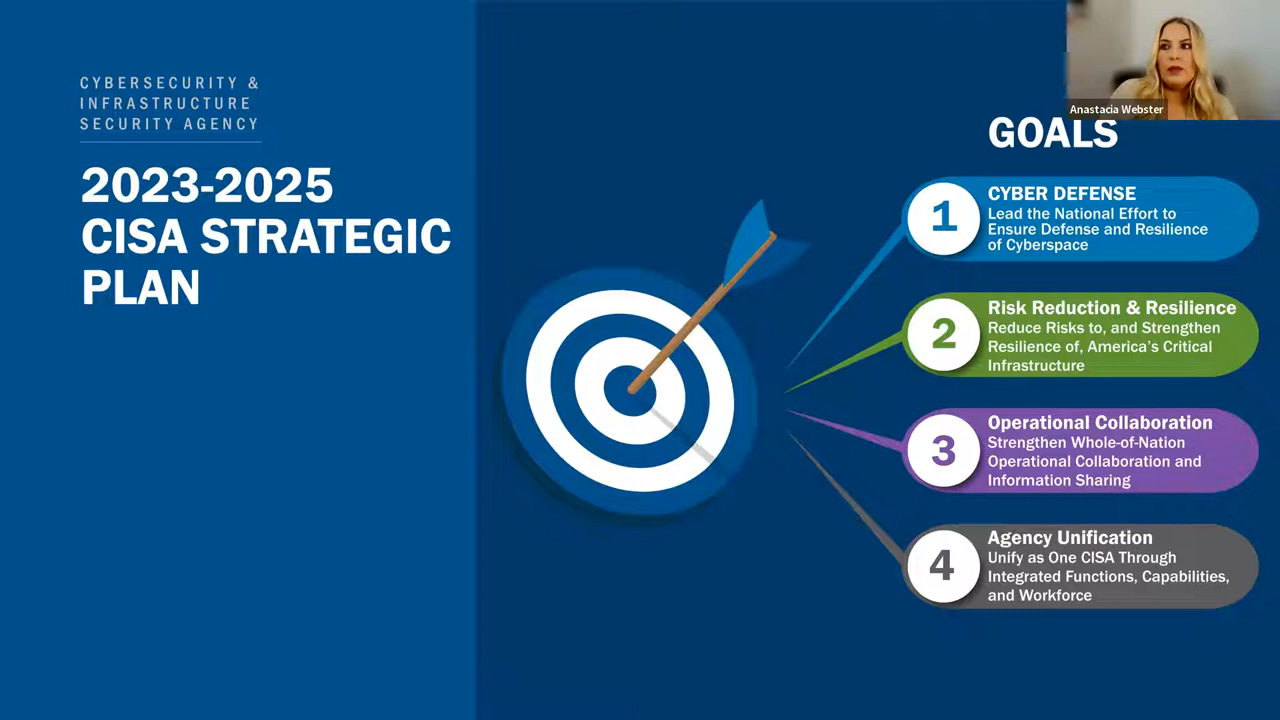 CYBERSECURITY &
INFRASTRUCTURE
SECURITY AGENCY
2023-2025
CISA STRATEGIC
PLAN
Anastacia Webster
GOALS
1
CYBER DEFENSE
Lead the National Effort to
Ensure Defense and Resilience
of Cyberspace
2
Risk Reduction & Resilience
Reduce Risks to, and Strengthen
Resilience of, America’s Critical
Infrastructure
3
Operational Collaboration
Strengthen Whole-of-Nation
Operational Collaboration and
Information Sharing
4
Agency Unification
Unify as One CISA Through
Integrated Functions, Capabilities,
and Workforce